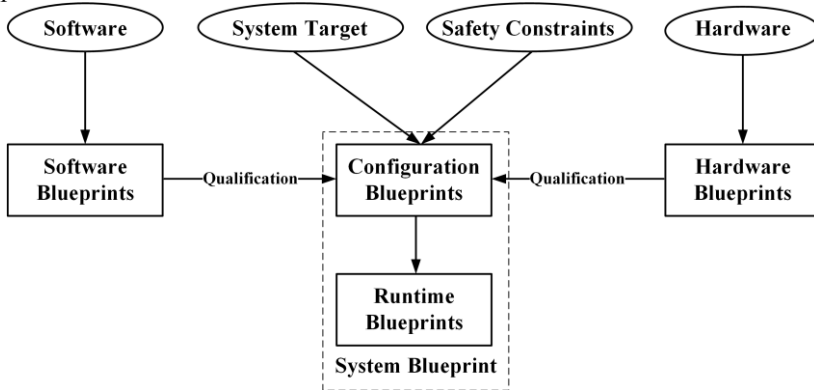 Software
System Target
Safety Constraints
Hardware
Software
Blueprints
Qualification
Configuration
Blueprints
Qualification
Hardware
Blueprints
Runtime
Blueprints
System Blueprint